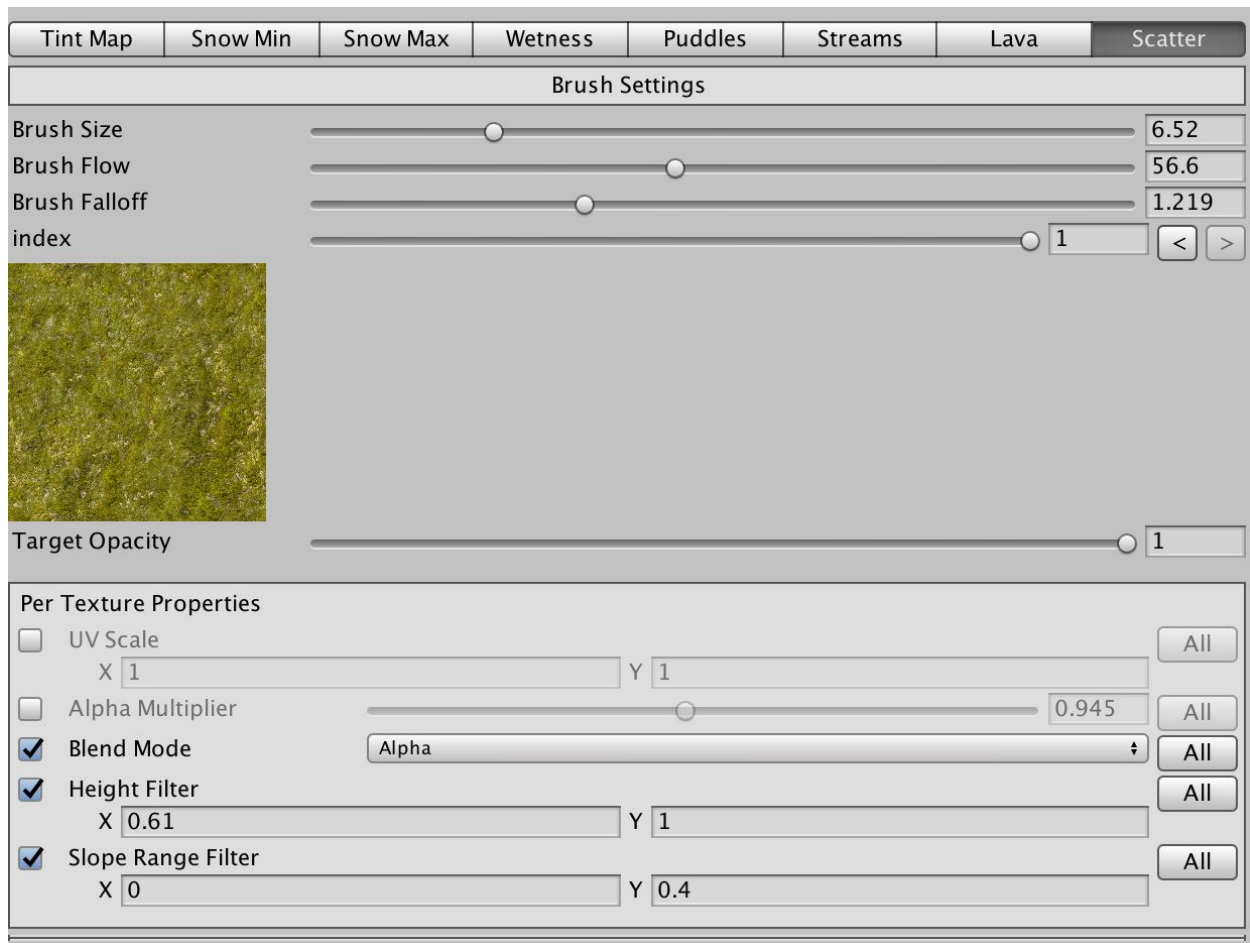 Tint Map Snow Min Snow Max Wetness Puddles Streams Lava Scatter
Brush Settings
Brush Size 6.52
Brush Flow 56.6
Brush Falloff 1.219
index 1 < >
Target Opacity 1
Per Texture Properties
UV Scale All
X 1 Y 1
Alpha Multiplier 0.945 All
Blend Mode Alpha All
Height Filter All
X 0.61 Y 1
Slope Range Filter All
X 0 Y 0.4